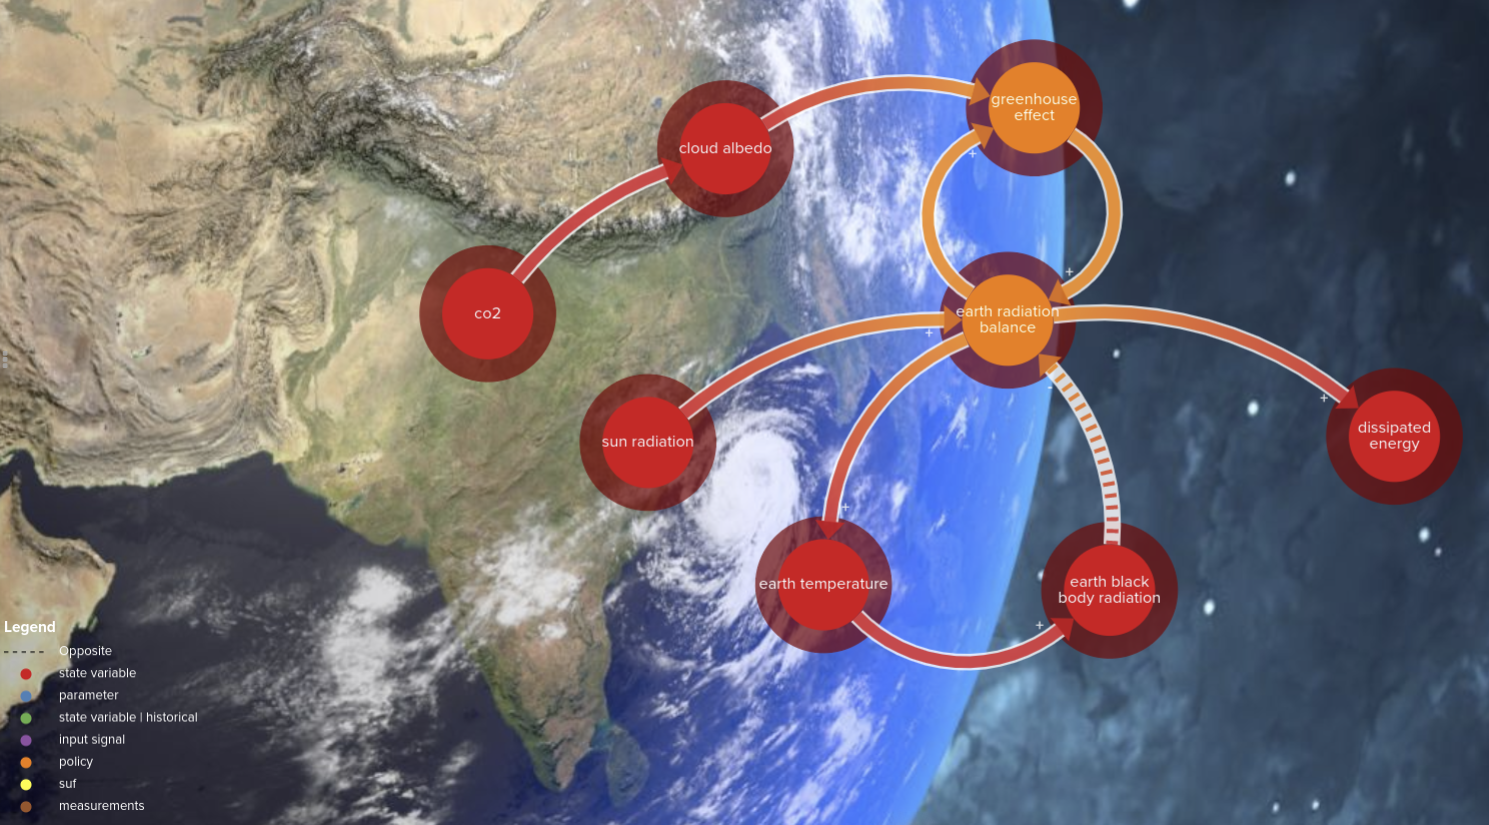 greenhouse
effect
cloud albedo
+
+
co2
earth radiation
balance
+
+
-
dissipated
energy
sun radiation
+
earth temperature
earth black
body radiation
+
Legend
Opposite
state variable
parameter
state variable | historical
input signal
policy
suf
measurements